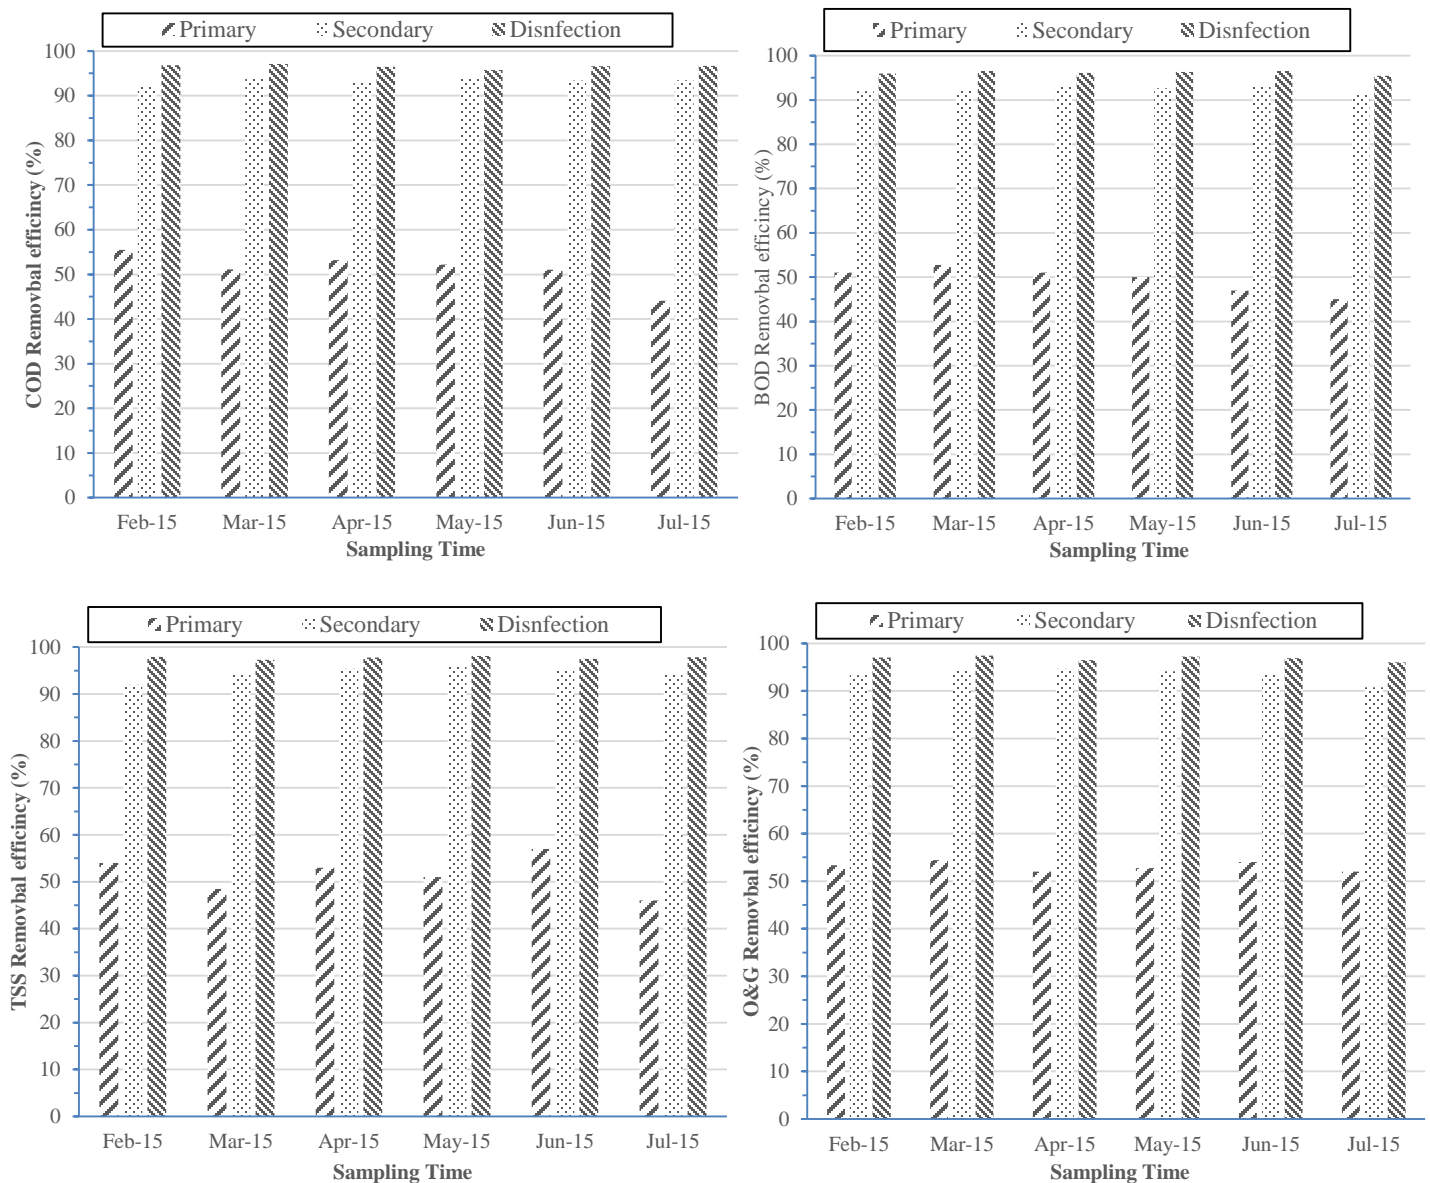 Primary Secondary Disnfection
100
90
80
70
60
50
40
30
20
10
0
COD Removbal efficincy (%)
Feb-15 Mar-15 Apr-15 May-15 Jun-15 Jul-15
Sampling Time
Primary Secondary Disnfection
100
90
80
70
60
50
40
30
20
10
0
BOD Removbal efficincy (%)
Feb-15 Mar-15 Apr-15 May-15 Jun-15 Jul-15
Sampling Time
Primary Secondary Disnfection
100
90
80
70
60
50
40
30
20
10
0
TSS Removbal efficincy (%)
Feb-15 Mar-15 Apr-15 May-15 Jun-15 Jul-15
Sampling Time
Primary Secondary Disnfection
100
90
80
70
60
50
40
30
20
10
0
O&G Removbal efficincy (%)
Feb-15 Mar-15 Apr-15 May-15 Jun-15 Jul-15
Sampling Time